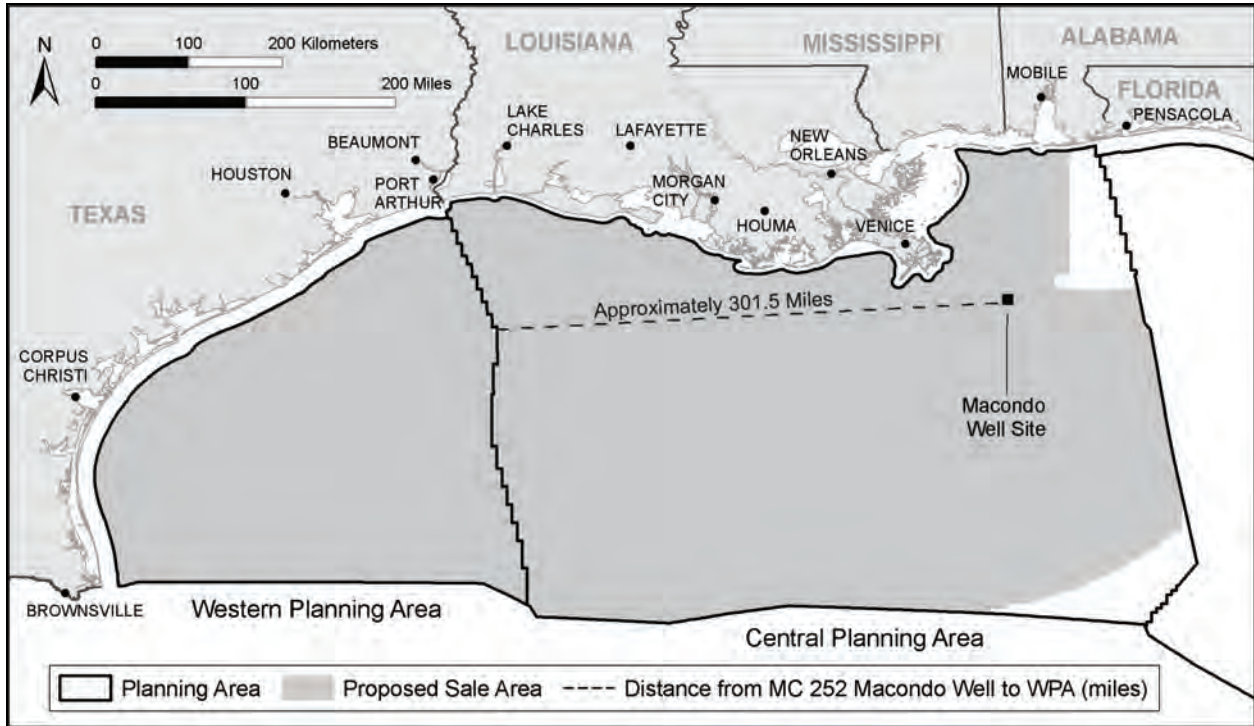 N
0 100 200 Kilometers
0 100 200 Miles
LOUISIANA
MISSISSIPPI
ALABAMA
MOBILE
FLORIDA
PENSACOLA
LAKE
CHARLES
LAFAYETTE
BEAUMONT
NEW
ORLEANS
HOUSTON
PORT
ARTHUR
MORGAN
CITY
TEXAS
HOUMA
VENICE
Approximately 301.5 Miles
CORPUS
CHRISTI
Macondo
Well Site
BROWNSVILLE
Western Planning Area
Central Planning Area
Planning Area
Proposed Sale Area
Distance from MC 252 Macondo Well to WPA (miles)